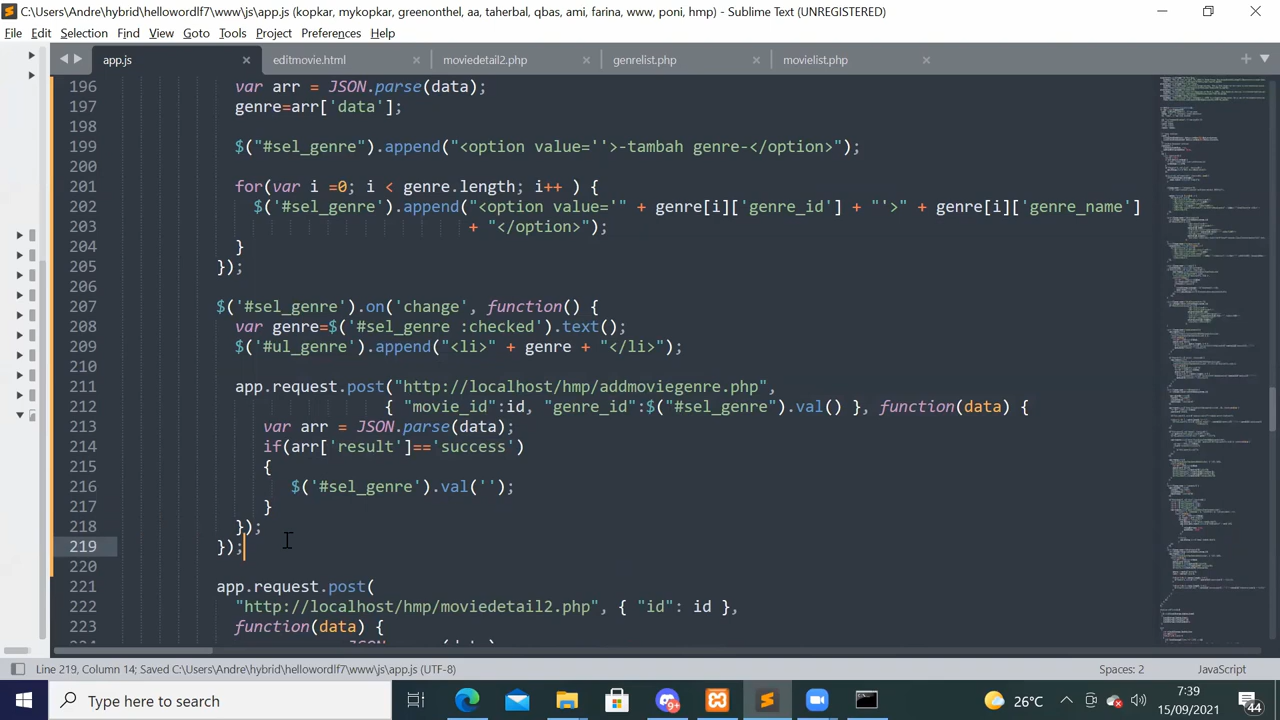 C:\Users\Andre\hybrid\hellowordlf7\www\js\app.js (kopkar, mykopkar, greenotel, aa, taherbal, qbas, ami, farina, www, poni, hmp) - Sublime Text (UNREGISTERED)
File Edit Selection Find View Goto Tools Project Preferences Help
app.js editmovie.html moviedetail2.php genrelist.php movielist.php
196 var arr = JSON.parse(data);
197 genre=arr['data'];
198
199 $("#sel_genre").append("<option value=''>-tambah genre-</option>");
200
201 for(var i =0; i < genre.length; i++ ) {
202 $('#sel_genre').append("<option value='" + genre[i]['genre_id'] + "'>" + genre[i]['genre_name']
203 + "</option>");
204 }
205 });
206
207 $('#sel_genre').on('change', function() {
208 var genre=$('#sel_genre :checked').text();
209 $('#ul_genre').append("<li>" + genre + "</li>");
210
211 app.request.post("http://localhost/hmp/addmoviegenre.php",
212 { "movie_id":id, "genre_id":$("#sel_genre").val() }, function(data) {
213 var arr = JSON.parse(data);
214 if(arr['result']=='success')
215 {
216 $('#sel_genre').val('');
217 }
218 });
219 });
220
221 app.request.post(
222 "http://localhost/hmp/moviedetail2.php", { "id": id },
223 function(data) {
Line 219, Column 14; Saved C:\Users\Andre\hybrid\hellowordlf7\www\js\app.js (UTF-8) Spaces: 2 JavaScript
Type here to search 26°C 7:39
15/09/2021 44